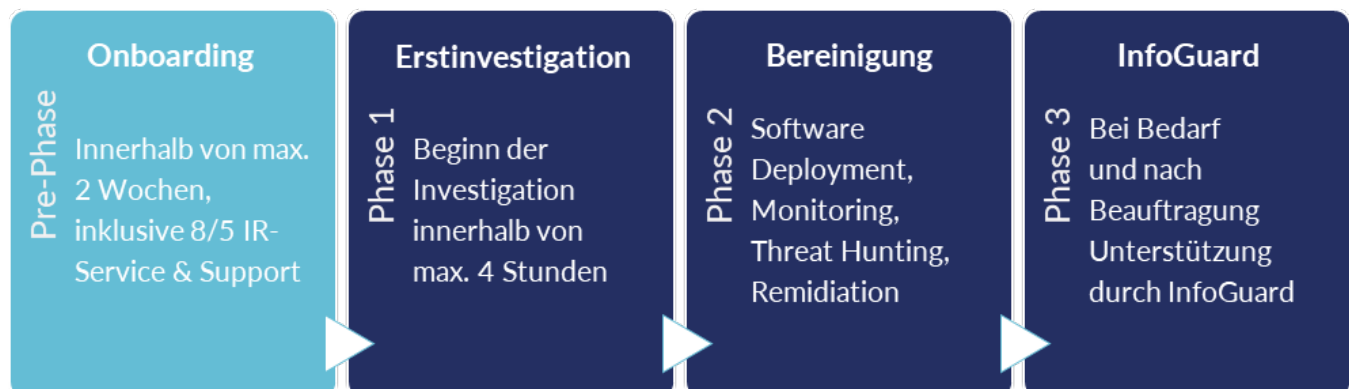 Onboarding
Pre-Phase
Innerhalb von max.
2 Wochen,
inklusive 8/5 IR-
Service & Support
Erstinvestigation
Phase 1
Beginn der
Investigation
innerhalb von
max. 4 Stunden
Bereinigung
Phase 2
Software
Deployment,
Monitoring,
Threat Hunting,
Remidiation
InfoGuard
Phase 3
Bei Bedarf
und nach
Beauftragung
Unterstützung
durch InfoGuard